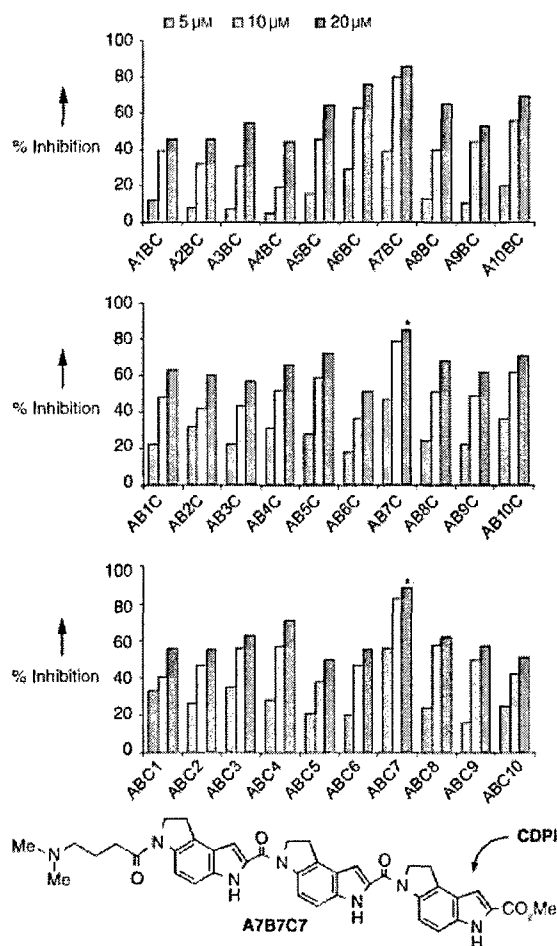 5 µM 10 µM 20 µM
100
80
60
40
20
0
% Inhibition
A1BC A2BC A3BC A4BC A5BC A6BC A7BC A8BC A9BC A10BC
100
80
60
40
20
0
% Inhibition
*
AB1C AB2C AB3C AB4C AB5C AB6C AB7C AB8C AB9C AB10C
100
80
60
40
20
0
% Inhibition
*
ABC1 ABC2 ABC3 ABC4 ABC5 ABC6 ABC7 ABC8 ABC9 ABC10
CDPI
Me N O N O N O N
Me N H N H N H CO2Me
A7B7C7